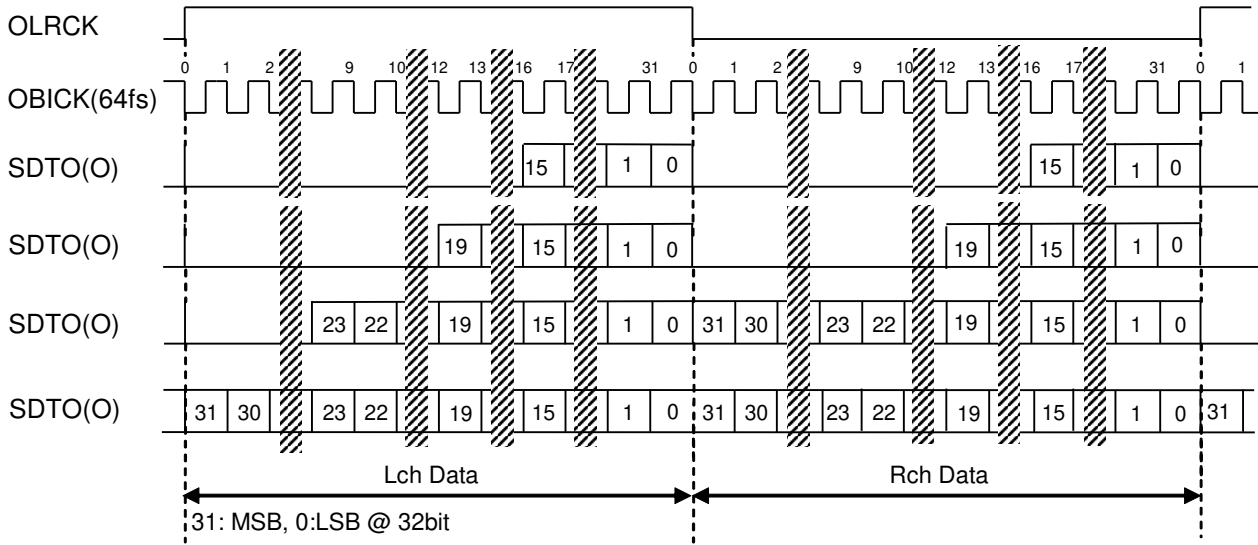 OLRCK
0 1 2 9 10 12 13 16 17 31 0 1 2 9 10 12 13 16 17 31 0 1
OBICK(64fs)
SDTO(O) 15 1 0 15 1 0
SDTO(O) 19 15 1 0 19 15 1 0
SDTO(O) 23 22 19 15 1 0 31 30 23 22 19 15 1 0
SDTO(O) 31 30 23 22 19 15 1 0 31 30 23 22 19 15 1 0 31
Lch Data Rch Data
31: MSB, 0:LSB @ 32bit